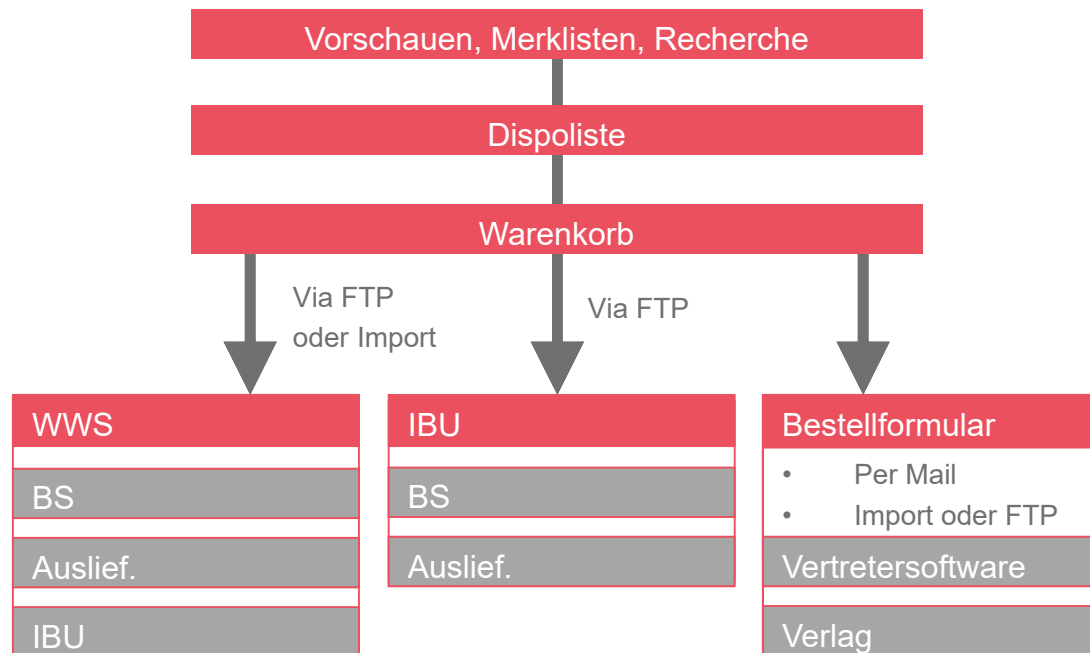 Vorschauen, Merklisten, Recherche
Dispoliste
Warenkorb
Via FTP
oder Import
Via FTP
WWS
BS
Auslief.
IBU
IBU
BS
Auslief.
Bestellformular
• Per Mail
• Import oder FTP
Vertretersoftware
Verlag